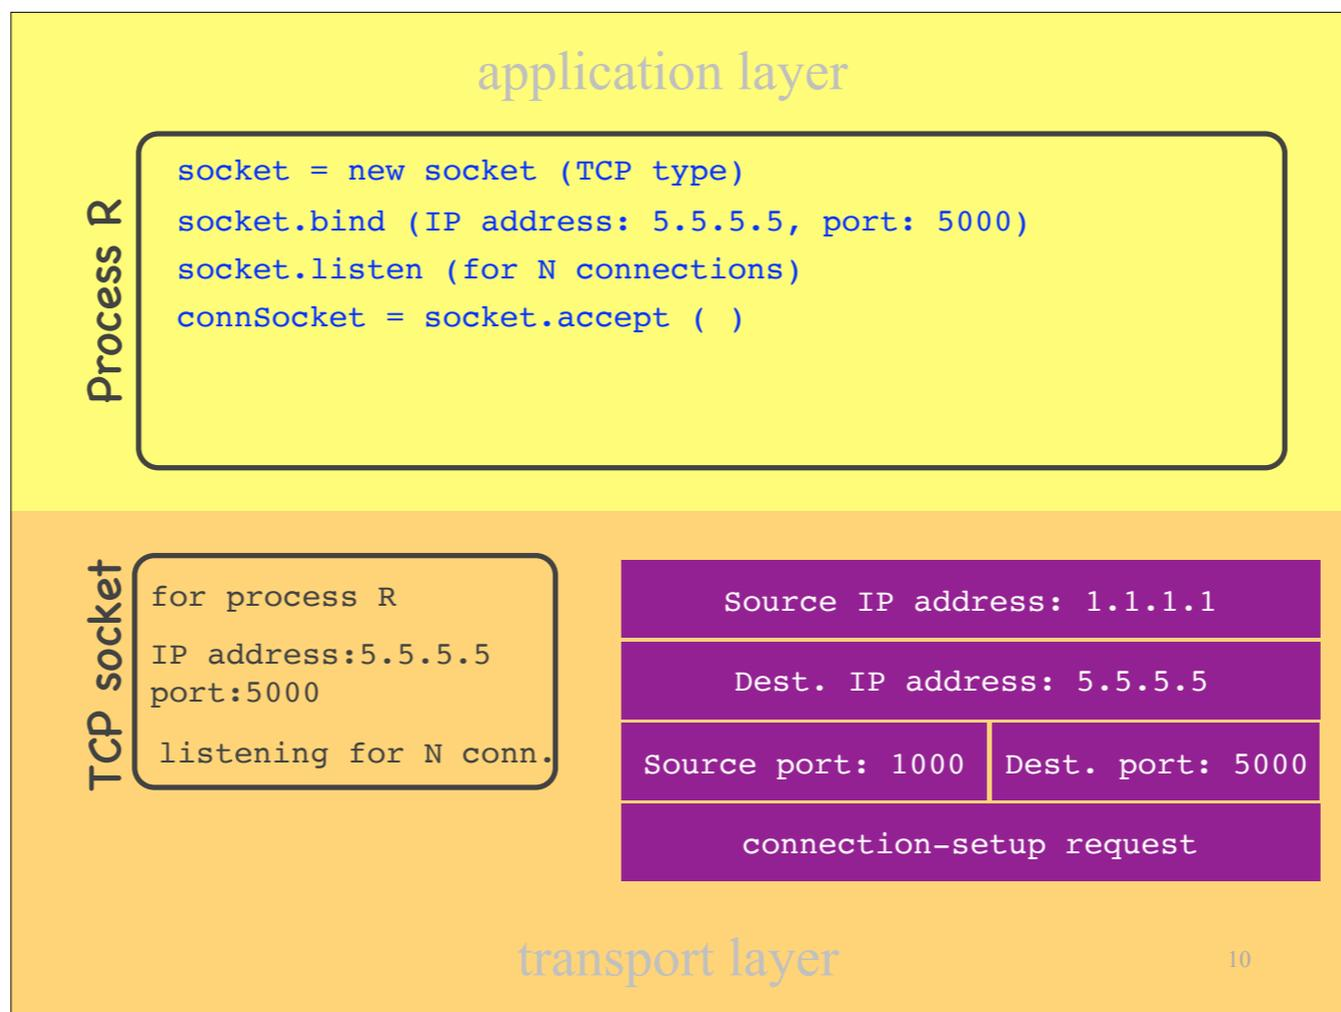 application layer
Process R
socket = new socket (TCP type)
socket.bind (IP address: 5.5.5.5, port: 5000)
socket.listen (for N connections)
connSocket = socket.accept ( )
TCP socket
for process R
IP address:5.5.5.5
port:5000
listening for N conn.
Source IP address: 1.1.1.1
Dest. IP address: 5.5.5.5
Source port: 1000
Dest. port: 5000
connection-setup request
transport layer
10